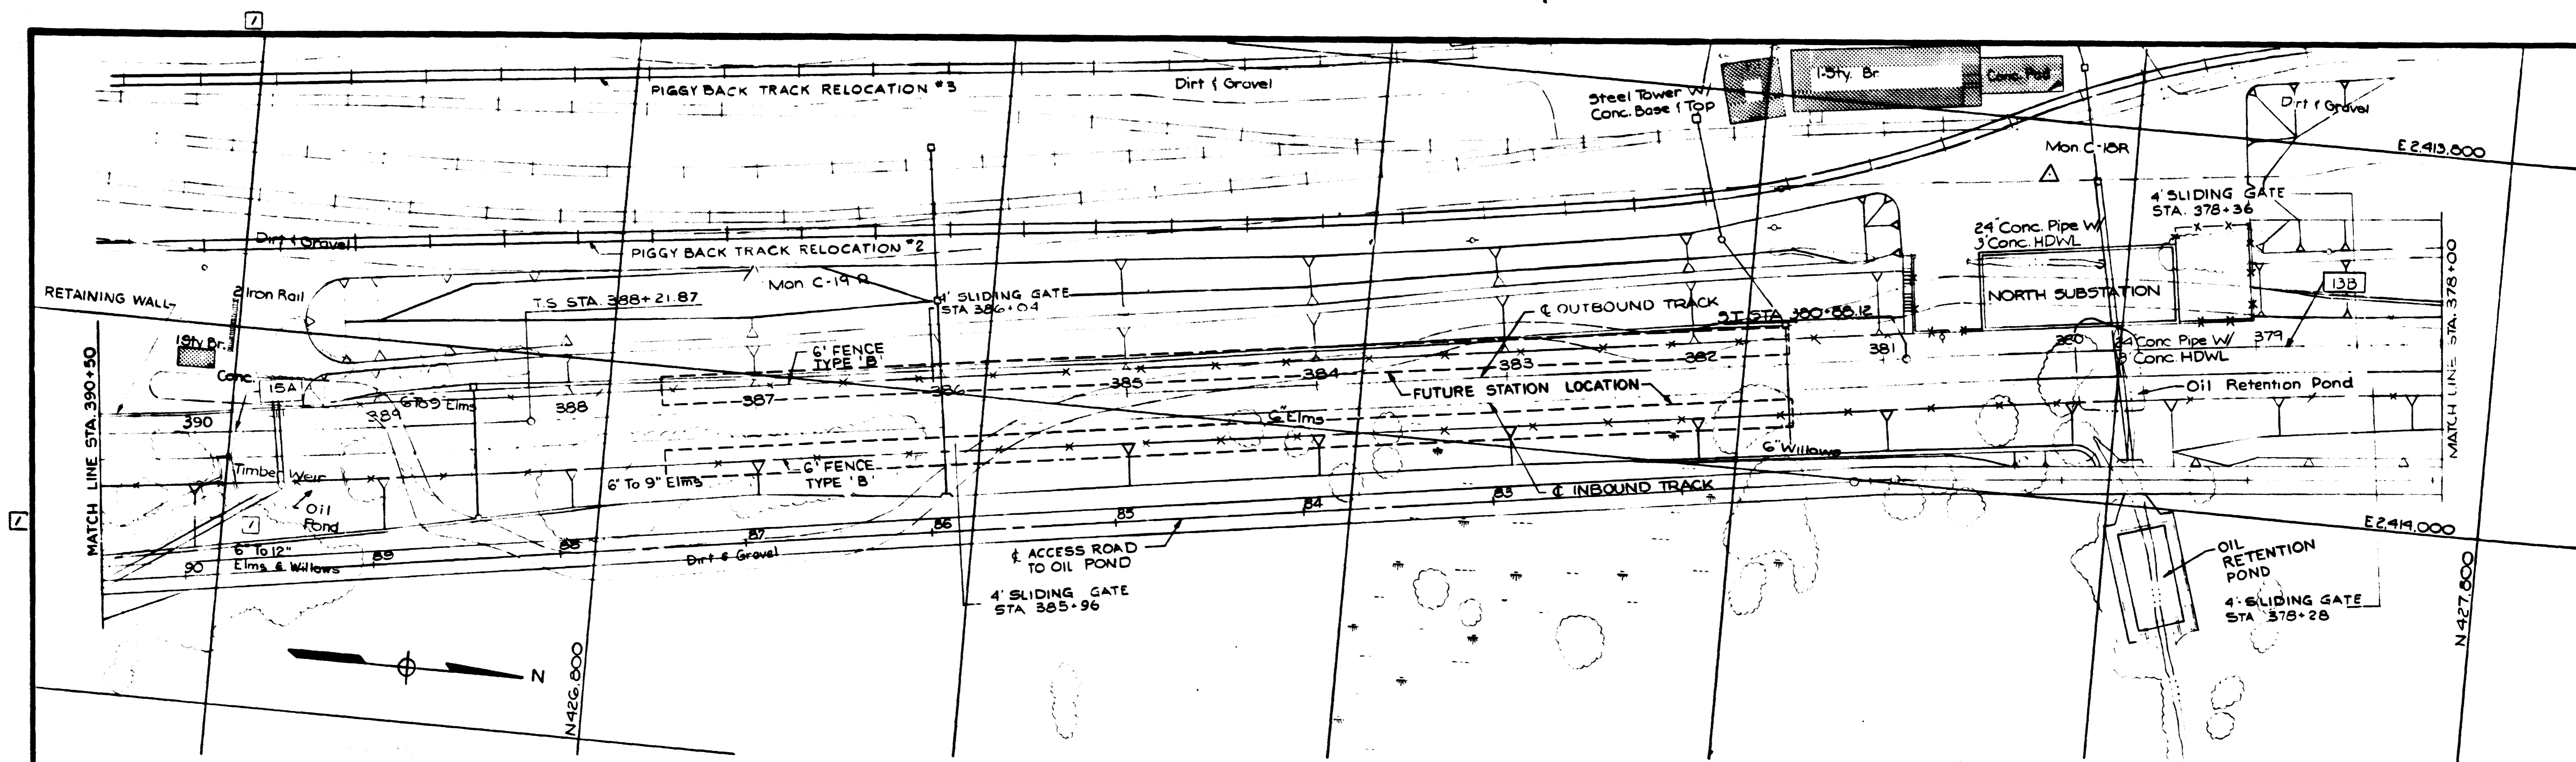 1
PIGGY BACK TRACK RELOCATION #3
Dirt & Gravel
Steel Tower W/
Conc. Base & Top
1-Sty. Br.
Conc. Pad
Dirt & Gravel
E 2,413,800
Mon. C-18R
4' SLIDING GATE
STA. 378+36
24" Conc. Pipe W/
3' Conc. HDWL
Dirt & Gravel
PIGGY BACK TRACK RELOCATION #2
Mon. C-19 R
2' Iron Rail
RETAINING WALL
T.S. STA. 388+21.87
4' SLIDING GATE
STA 386+04
℄ OUTBOUND TRACK
S.T. STA. 380+88.12
NORTH SUBSTATION
13B
MATCH LINE STA. 378+00
1 Sty. Br.
Conc.
15A
6' FENCE
TYPE 'B'
390
389
6 To 9" Elms
388
387
386
385
384
383
382
381
380
379
24" Conc Pipe W/
3' Conc. HDWL
Oil Retention Pond
FUTURE STATION LOCATION
6" Elms
MATCH LINE STA. 390+50
Timber Weir
Oil
Pond
1
1
6' FENCE
TYPE 'B'
6" To 9" Elms
6" Willows
℄ INBOUND TRACK
6" To 12"
Elms & Willows
90
89
88
87
86
85
84
83
Dirt & Gravel
℄ ACCESS ROAD
TO OIL POND
4' SLIDING GATE
STA 385+96
E 2,414,000
OIL
RETENTION
POND
4' SLIDING GATE
STA 378+28
N
N 426,800
N 427,800